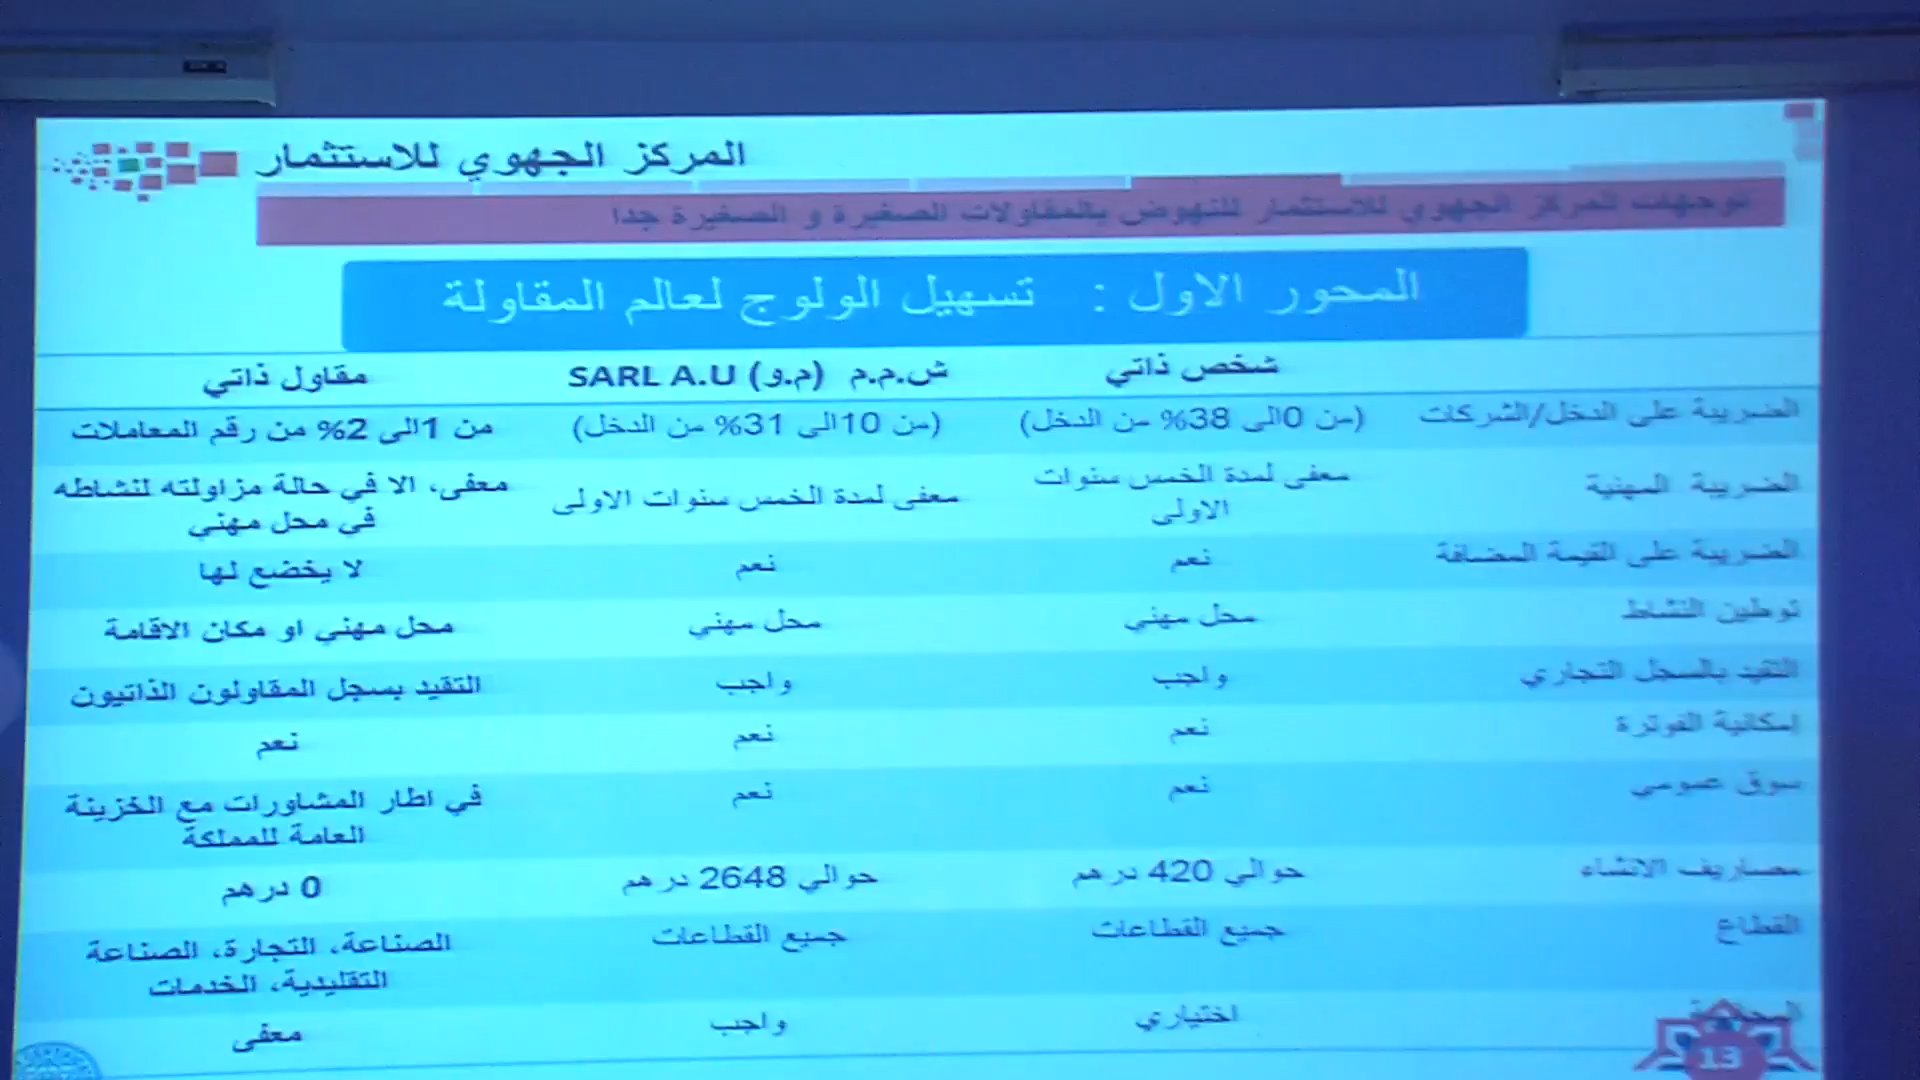 المركز الجهوي للاستثمار
توجهات المركز الجهوي للاستثمار للنهوض بالمقاولات الصغيرة و الصغيرة جدا
المحور الاول : تسهيل الولوج لعالم المقاولة
شخص ذاتي ش.م.م (م.و) SARL A.U مقاول ذاتي
الضريبة على الدخل/الشركات (من 0الى 38% من الدخل) (من 10الى 31% من الدخل) من 1الى 2% من رقم المعاملات
الضريبة المهنية معفى لمدة الخمس سنوات الاولى معفى لمدة الخمس سنوات الاولى معفى، الا في حالة مزاولته لنشاطه في محل مهني
الضريبة على القيمة المضافة نعم نعم لا يخضع لها
توطين النشاط محل مهني محل مهني محل مهني او مكان الاقامة
التقيد بالسجل التجاري واجب واجب التقيد بسجل المقاولون الذاتيون
امكانية الفوترة نعم نعم نعم
سوق عمومي نعم نعم في اطار المشاورات مع الخزينة العامة للمملكة
مصاريف الانشاء حوالي 420 درهم حوالي 2648 درهم 0 درهم
القطاع جميع القطاعات جميع القطاعات الصناعة، التجارة، الصناعة التقليدية، الخدمات
اختياري واجب معفى
13